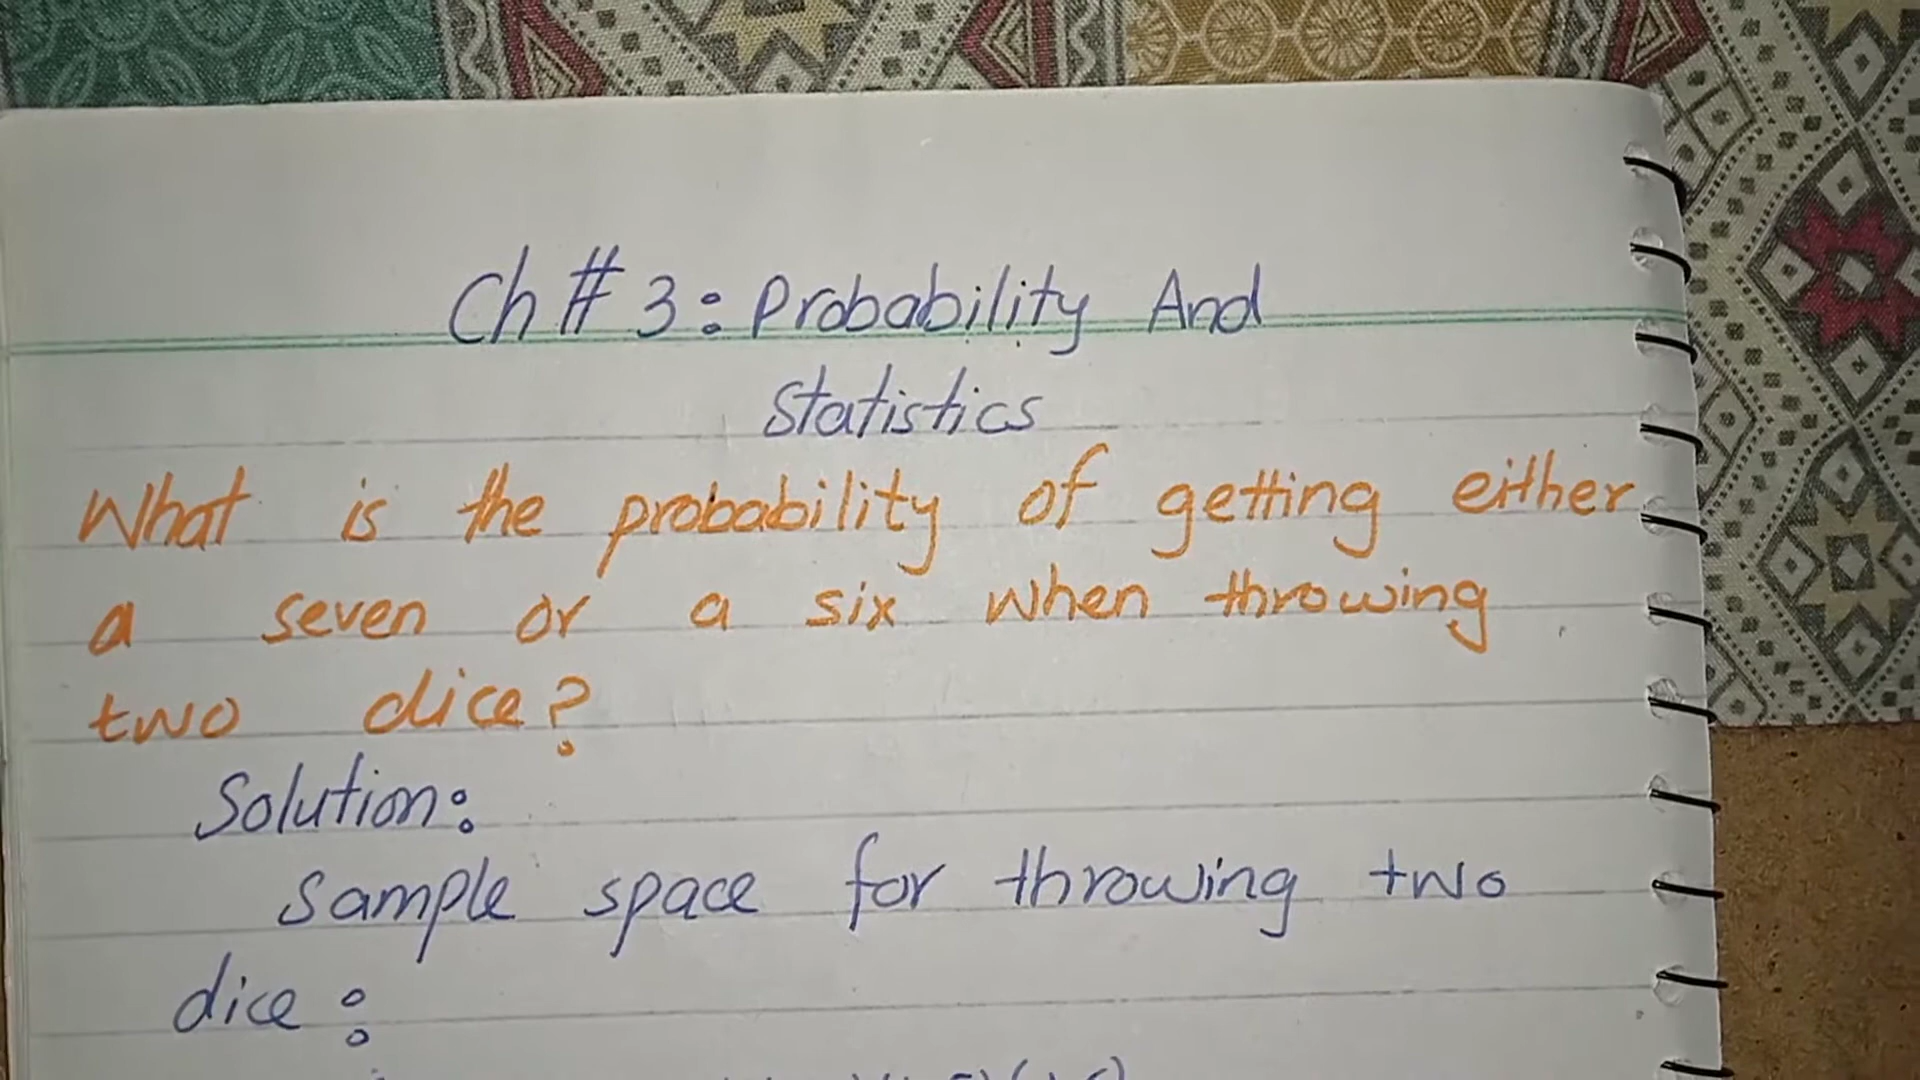 Ch # 3: Probability And
Statistics
What is the probability of getting either
a seven or a six when throwing
two dice?
Solution:
Sample space for throwing two
dice: